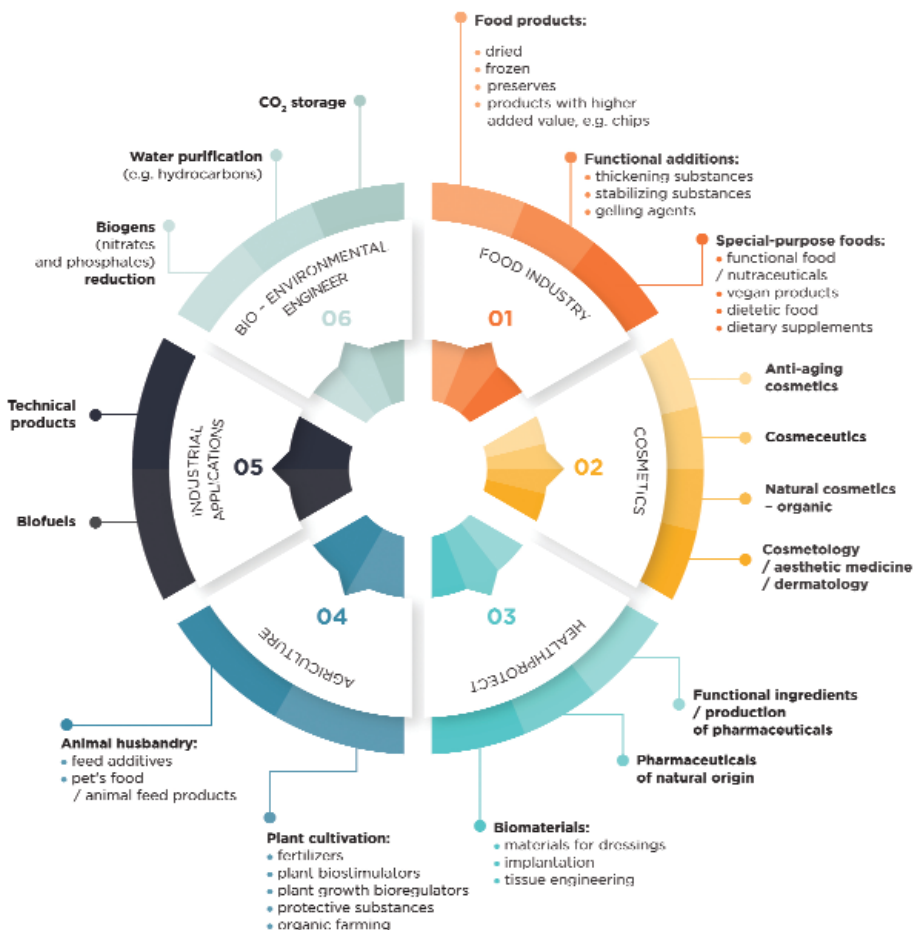 Food products:
• dried
• frozen
• preserves
• products with higher
added value, e.g. chips
Functional additions:
• thickening substances
• stabilizing substances
• gelling agents
Special-purpose foods:
• functional food
/ nutraceuticals
• vegan products
• dietetic food
• dietary supplements
FOOD INDUSTRY
01
Anti-aging
cosmetics
Cosmeceutics
Natural cosmetics
– organic
Cosmetology
/ aesthetic medicine
/ dermatology
COSMETICS
02
Functional ingredients
/ production
of pharmaceuticals
Pharmaceuticals
of natural origin
Biomaterials:
• materials for dressings
• implantation
• tissue engineering
HEALTHPROTECT
03
Plant cultivation:
• fertilizers
• plant biostimulators
• plant growth bioregulators
• protective substances
• organic farming
Animal husbandry:
• feed additives
• pet's food
/ animal feed products
AGRICULTURE
04
Biofuels
Technical
products
INDUSTRIAL
APPLICATIONS
05
Biogens
(nitrates
and phosphates)
reduction
Water purification
(e.g. hydrocarbons)
CO₂ storage
BIO – ENVIRONMENTAL
ENGINEER
06